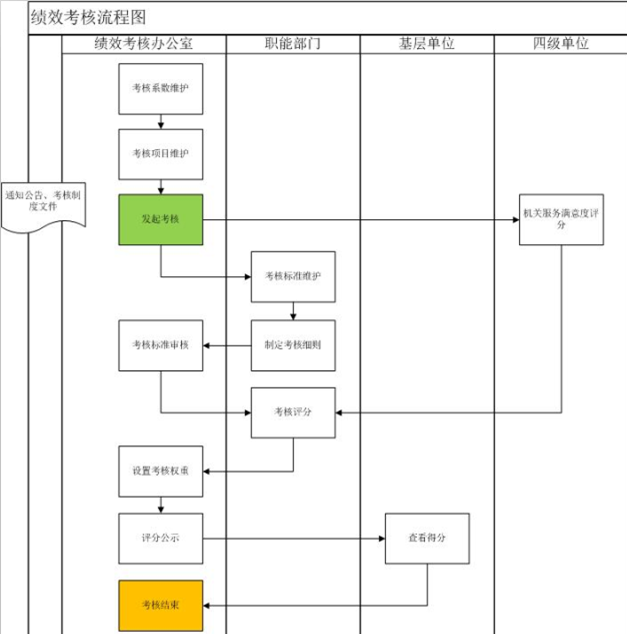 绩效考核流程图
绩效考核办公室
职能部门
基层单位
四级单位
考核系数维护
考核项目维护
通知公告、考核制
度文件
发起考核
机关服务满意度评
分
考核标准维护
考核标准审核
制定考核细则
考核评分
设置考核权重
评分公示
查看得分
考核结束